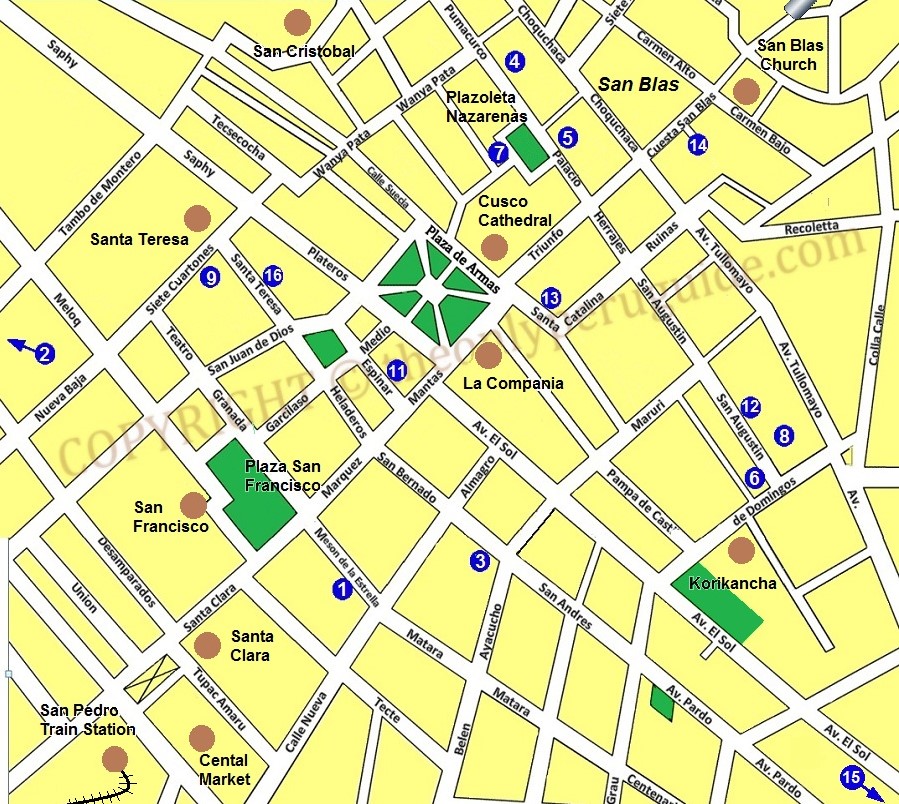 Saphy
San Cristobal
Pumacurco
Choquechaca
Siete
4
Carmen Alto
San Blas
Church
San Blas
Wanya Pata
Plazoleta
Nazarenas
Choquechaca
Cuesta San Blas
Carmen Bajo
14
5
7
Palacio
Tecsecocha
Saphy
Wanya Pata
Calle Suecia
Tambo de Montero
Santa Teresa
Cusco
Cathedral
Triunfo
Herrajes
Ruinas
Recoletta
Plaza de Armas
Plateros
Siete Cuartones
9
Santa Teresa
16
13
Santa Catalina
San Augustin
Av. Tullomayo
Meloq
2
Teatro
San Juan de Dios
Medio
Espinar
11
La Compania
Mantas
Colla Calle
Av. Tullomayo
Nueva Baja
Granada
Garcilaso
Heladeros
Maruri
San Augustin
12
8
6
Av. El Sol
Plaza San
Francisco
Marquez
San Bernado
Almagro
Pampa de Cast.
de Domingos
Av.
San
Francisco
Meson de la Estrella
1
3
Korikancha
Desamparados
Union
Santa Clara
Santa
Clara
San Andres
Av. El Sol
Matara
Ayacucho
Matara
San Pedro
Train Station
Tupac Amaru
Cental
Market
Calle Nueva
Tecte
Belen
Grau
Centenar
Av. Pardo
Av. Pardo
Av. El Sol
15
COPYRIGHT © theonlyperuguide.com